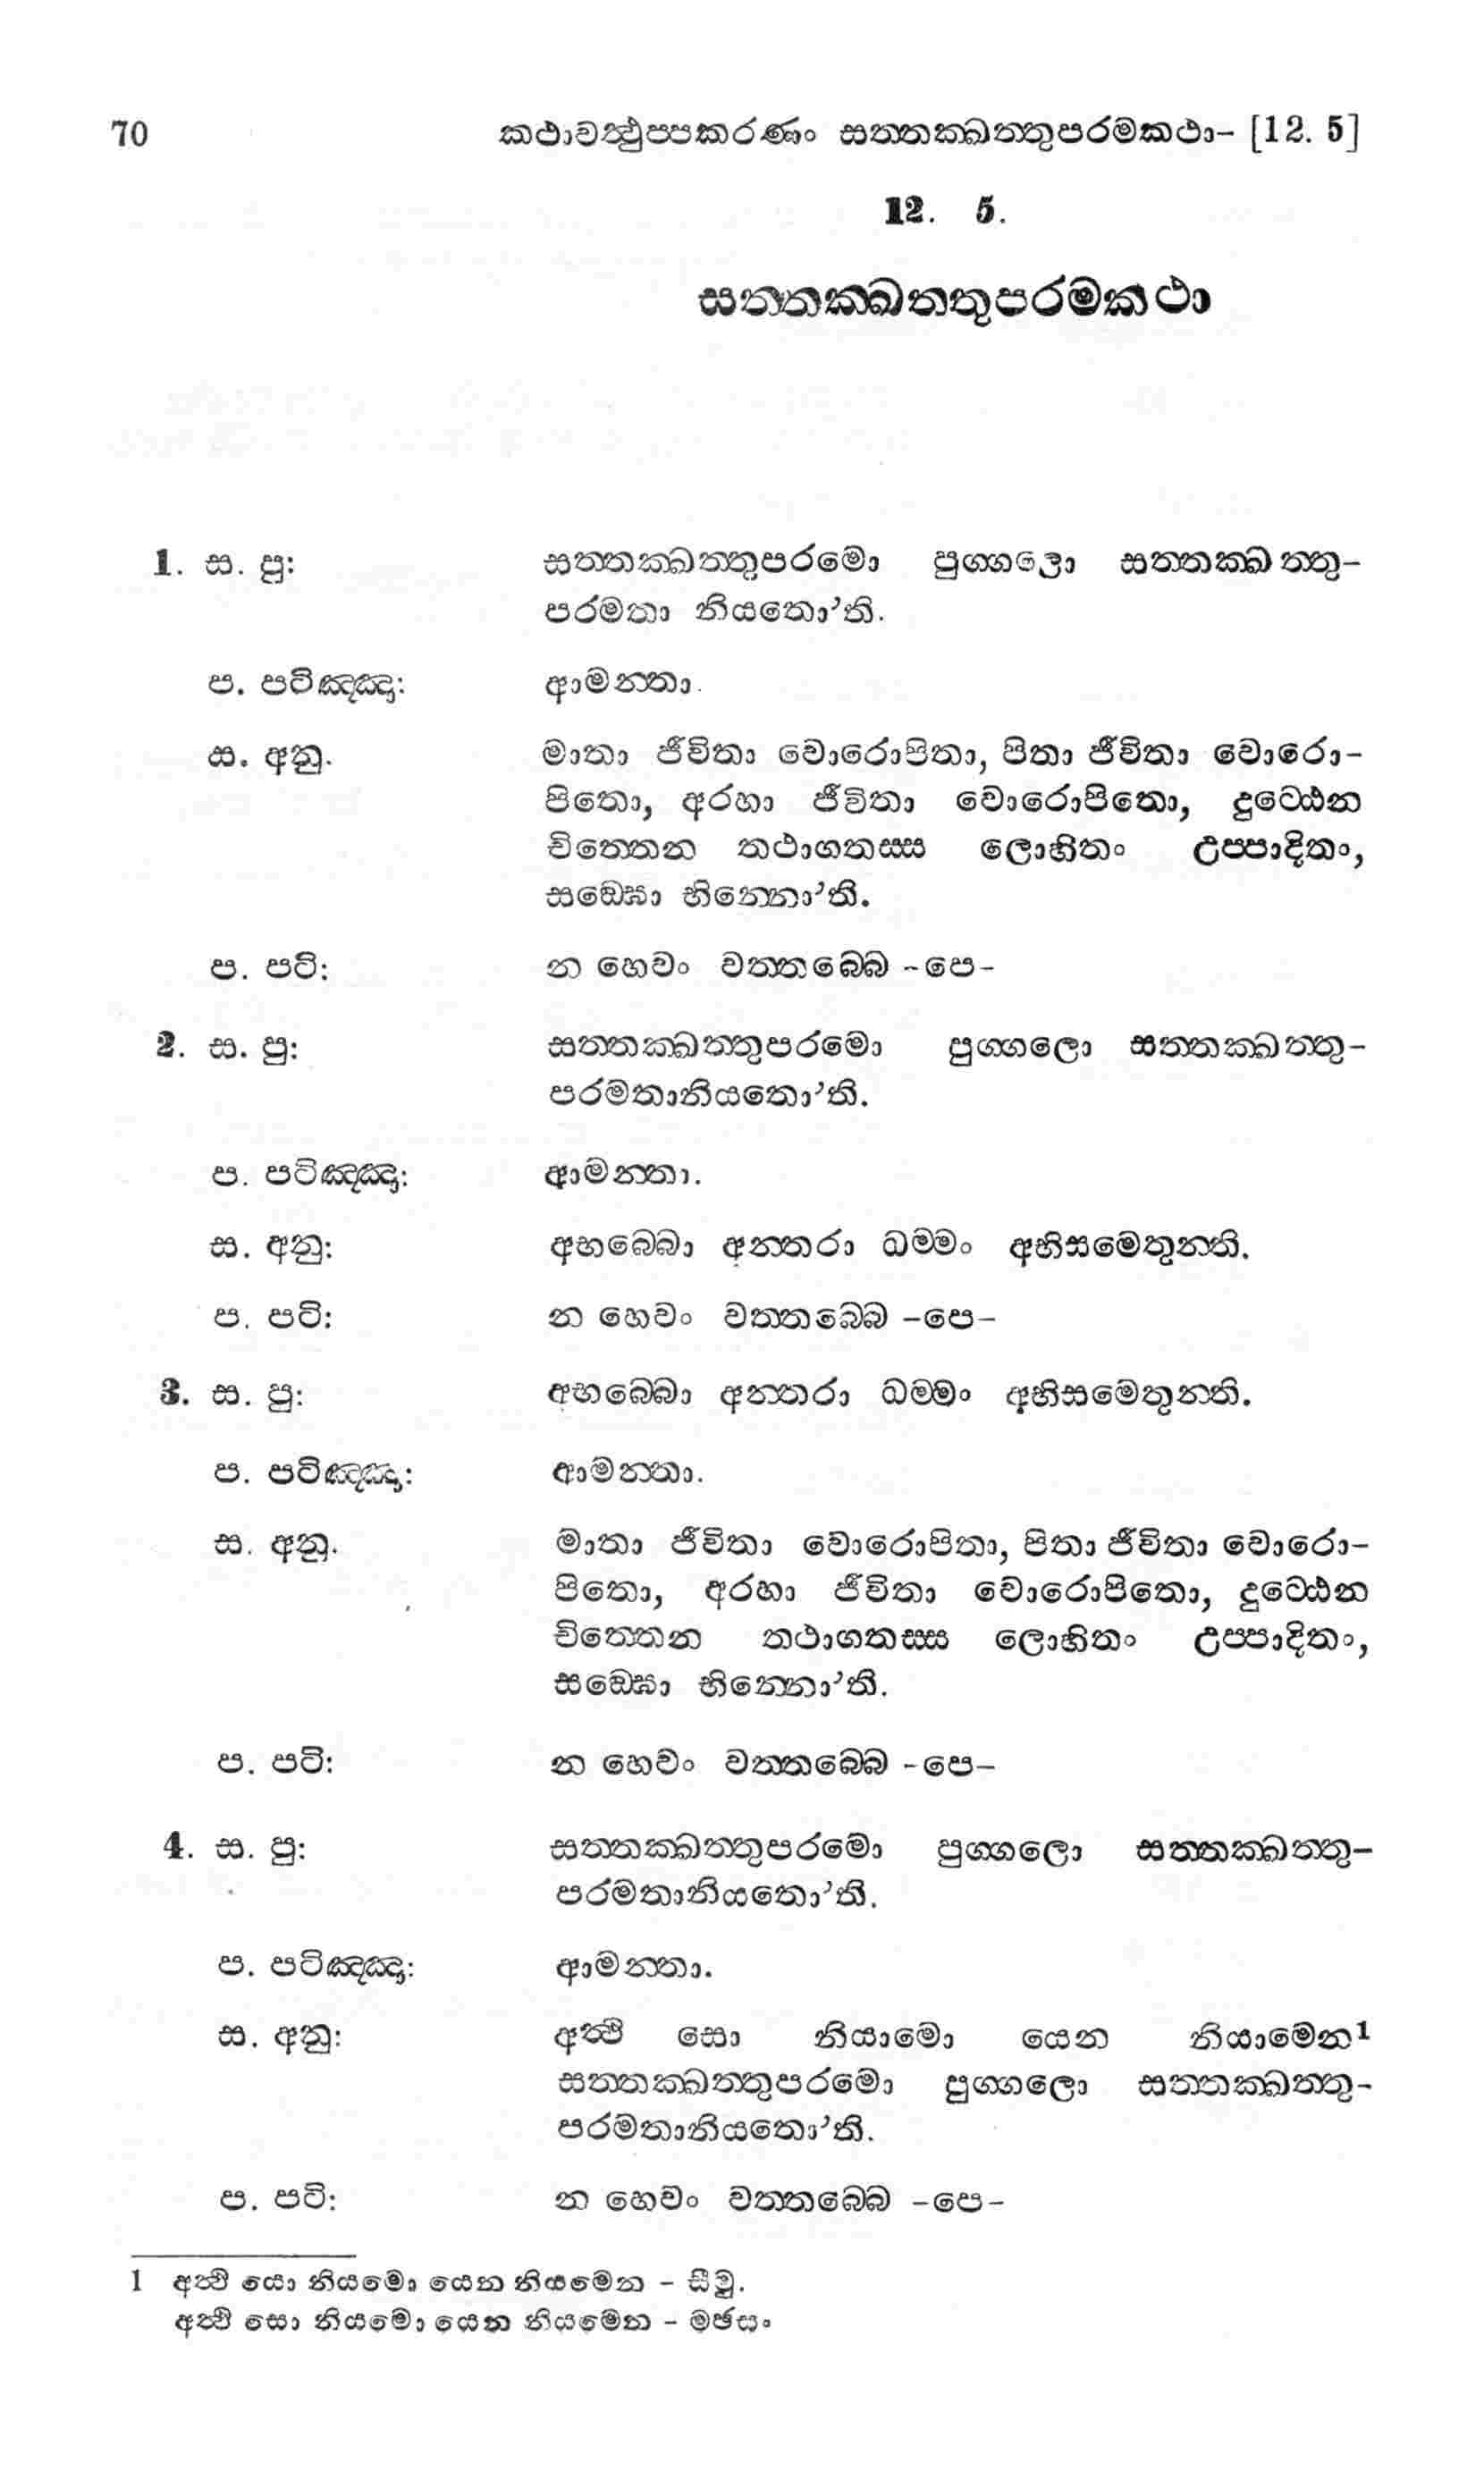 70 කථාවත්ථුප්පකරණං සත්තක්ඛත්තුපරමකථා- [12. 5]
12. 5.
සත්තක්ඛත්තුපරමකථා
1. ස. පු: සත්තක්ඛත්තුපරමො පුග්ගලො සත්තක්ඛත්තු-
පරමතා නියතො’ති.
ප. පටිඤ්ඤා: ආමන්තා.
ස. අනු. මාතා ජීවිතා වොරොපිතා, පිතා ජීවිතා වොරො-
පිතො, අරහා ජීවිතා වොරොපිතො, දුට්ඨෙන
චිත්තෙන තථාගතස්ස ලොහිතං උප්පාදිතං,
සඞ්ඝො භින්නො’ති.
ප. පටි: න හෙවං වත්තබ්බෙ -පෙ-
2. ස. පු: සත්තක්ඛත්තුපරමො පුග්ගලො සත්තක්ඛත්තු-
පරමතානියතො’ති.
ප. පටිඤ්ඤා: ආමන්තා.
ස. අනු: අභබ්බො අන්තරා ධම්මං අභිසමෙතුන්ති.
ප. පටි: න හෙවං වත්තබ්බෙ -පෙ-
3. ස. පු: අභබ්බො අන්තරා ධම්මං අභිසමෙතුන්ති.
ප. පටිඤ්ඤා: ආමන්තා.
ස. අනු. මාතා ජීවිතා වොරොපිතා, පිතා ජීවිතා වොරො-
පිතො, අරහා ජීවිතා වොරොපිතො, දුට්ඨෙන
චිත්තෙන තථාගතස්ස ලොහිතං උප්පාදිතං,
සඞ්ඝො භින්නො’ති.
ප. පටි: න හෙවං වත්තබ්බෙ -පෙ-
4. ස. පු: සත්තක්ඛත්තුපරමො පුග්ගලො සත්තක්ඛත්තු-
පරමතානියතො’ති.
ප. පටිඤ්ඤා: ආමන්තා.
ස. අනු: අත්ථි සො නියාමො යෙන නියාමෙන1
සත්තක්ඛත්තුපරමො පුග්ගලො සත්තක්ඛත්තු-
පරමතානියතො’ති.
ප. පටි: න හෙවං වත්තබ්බෙ -පෙ-
1 අත්ථි යො නියමො යෙන නියමෙන - සීමු.
අත්ථි සො නියමො යෙන නියමෙන - මඡසං